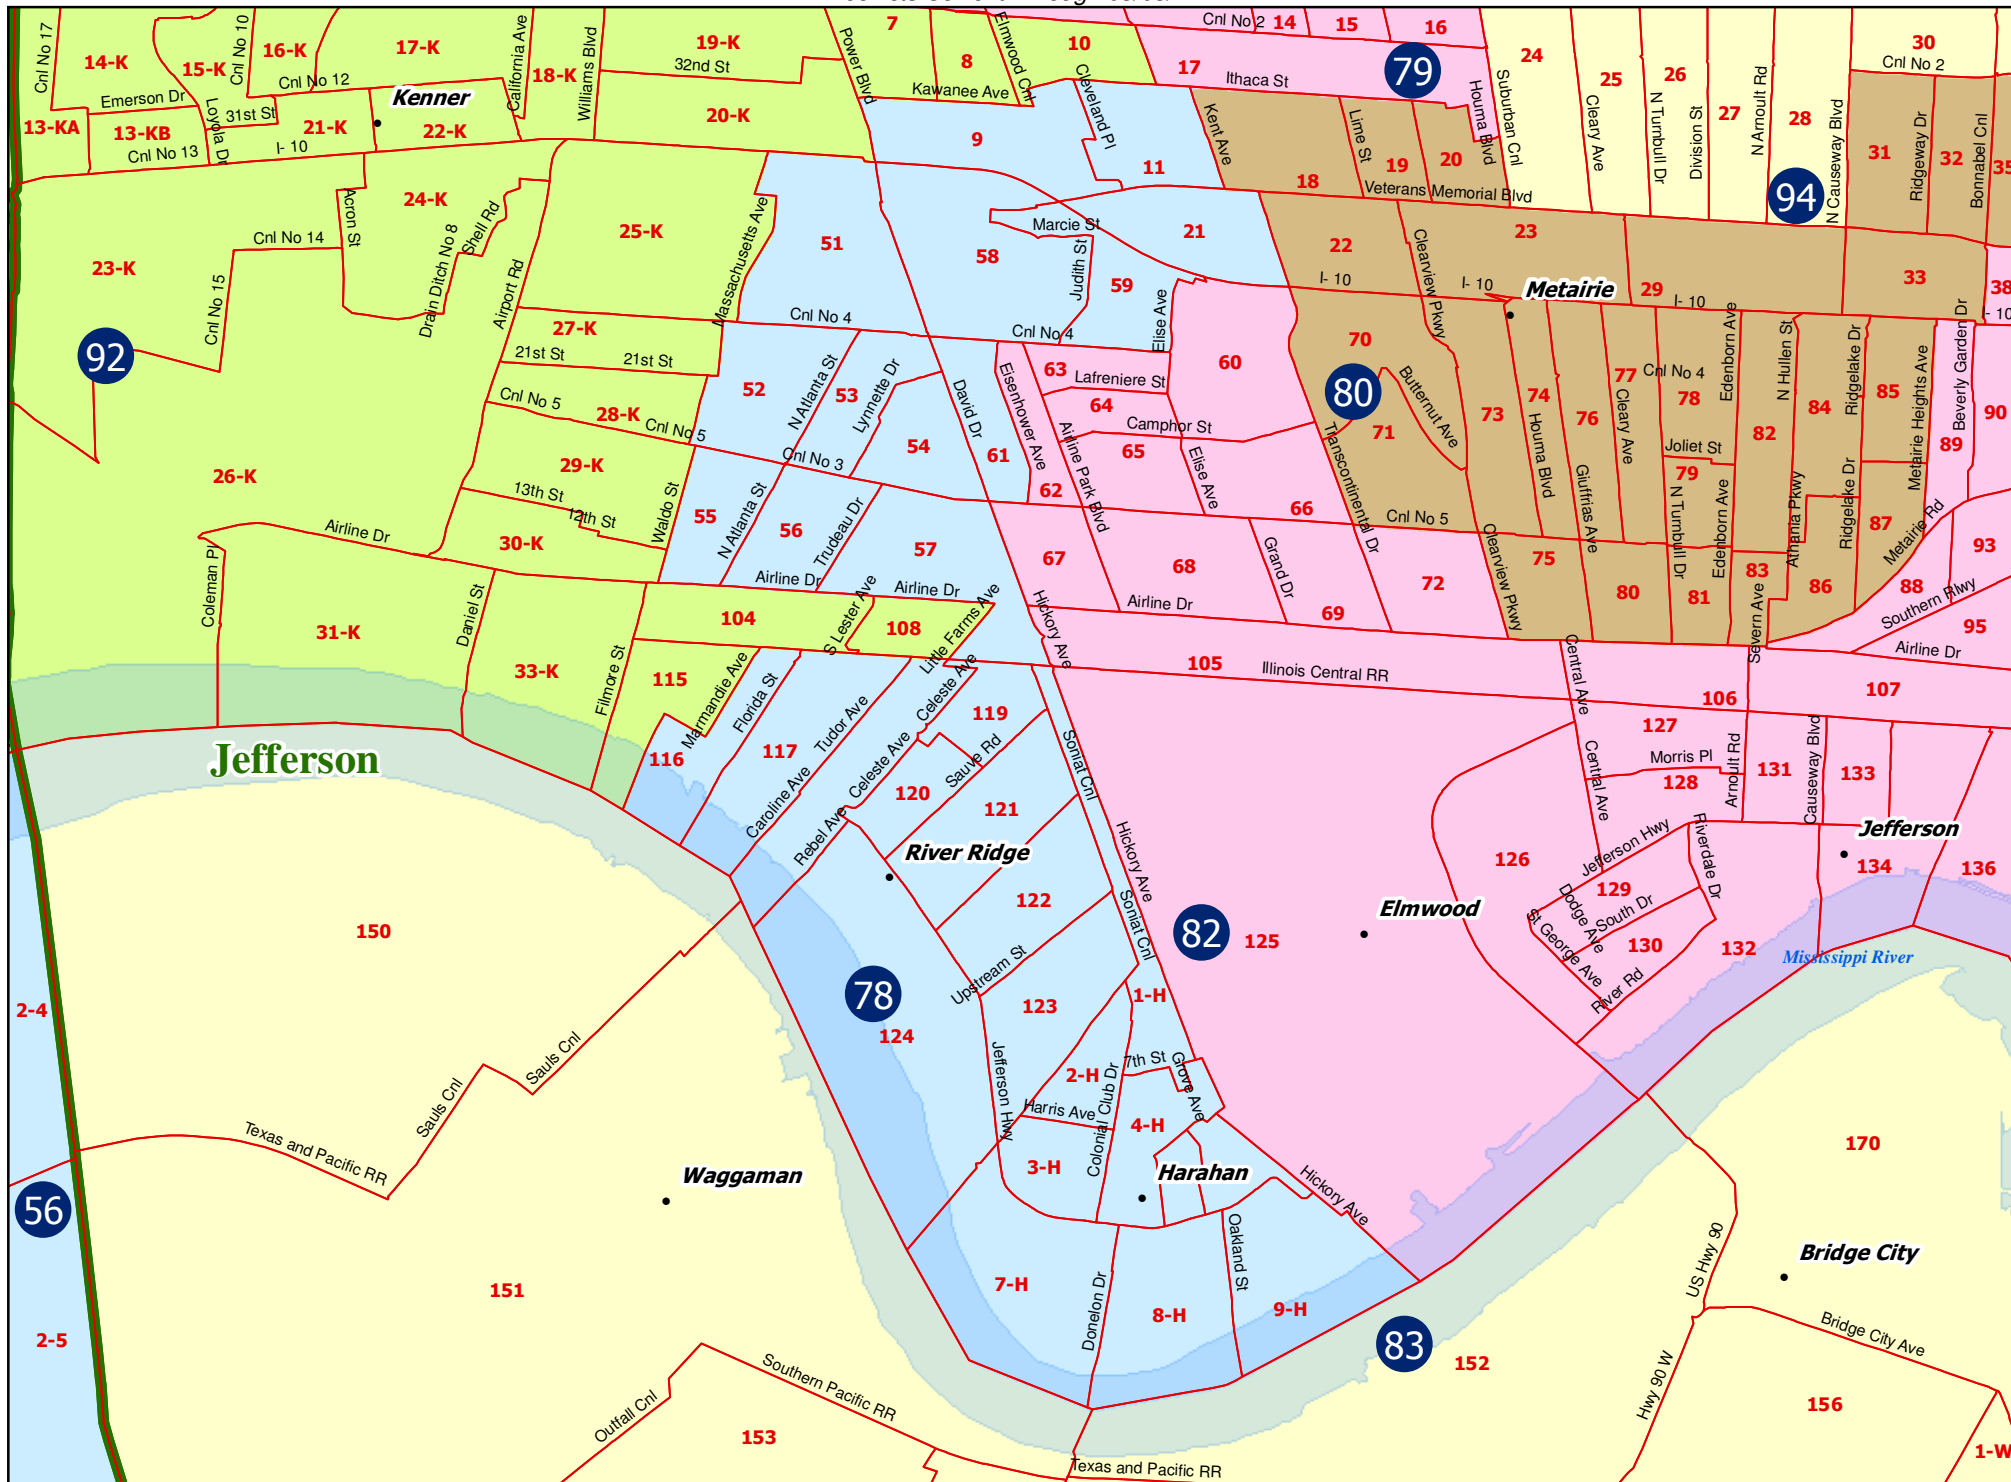 Cnl No 17
14-K
15-K
Cnl No 10
16-K
17-K
California Ave
18-K
Williams Blvd
19-K
32nd St
Power Blvd
7
8
Elmwood Cnl
10
Cnl No 2
14
15
16
17
Ithaca St
79
24
25
26
27
28
30
Cnl No 2
Emerson Dr
Cnl No 12
Kenner
Kawanee Ave
Cleveland Pl
Houma Blvd
Suburban Cnl
Cleary Ave
N Turnbull Dr
Division St
N Arnoult Rd
N Causeway Blvd
13-KA
13-KB
Cnl No 13
Loyola Dr
31st St
21-K
I- 10
22-K
20-K
9
11
Kent Ave
Lime St
18
19
20
Veterans Memorial Blvd
94
31
Ridgeway Dr
32
Bonnabel Cnl
35
Acron St
24-K
Drain Ditch No 8
Shell Rd
25-K
Massachusetts Ave
51
58
Marcie St
Judith St
59
21
22
23
Clearview Pkwy
I- 10
I- 10
Metairie
29
I- 10
33
38
I- 10
23-K
Cnl No 14
Cnl No 15
Airport Rd
92
27-K
21st St
21st St
Cnl No 4
Cnl No 4
Elise Ave
60
70
80
Butternut Ave
71
73
74
Houma Blvd
76
Giuffrias Ave
77
Cleary Ave
Cnl No 4
78
Edenborn Ave
Joliet St
79
N Turnbull Dr
Edenborn Ave
82
N Hullen St
Athania Pkwy
84
Ridgelake Dr
85
Metairie Heights Ave
Beverly Garden Dr
89
90
52
N Atlanta St
53
Lynnette Dr
54
David Dr
61
Eisenhower Ave
62
63
Lafreniere St
64
Camphor St
65
Airline Park Blvd
Elise Ave
66
Transcontinental Dr
Cnl No 5
Cnl No 5
28-K
Cnl No 5
Cnl No 3
29-K
13th St
12th St
Waldo St
55
N Atlanta St
56
Trudeau Dr
57
26-K
Coleman Pl
Airline Dr
30-K
Airline Dr
Airline Dr
67
68
Grand Dr
69
72
Clearview Pkwy
75
80
81
83
86
Ridgelake Dr
87
Metairie Rd
88
93
Southern Rlwy
95
Airline Dr
31-K
Daniel St
33-K
Filmore St
104
S Lester Ave
108
Little Farms Ave
Hickory Ave
Airline Dr
105
Illinois Central RR
Central Ave
Severn Ave
106
107
Jefferson
115
Marmandie Ave
116
Florida St
117
Tudor Ave
Caroline Ave
Celeste Ave
Celeste Ave
119
Sauve Rd
120
121
Rebel Ave
Soniat Cnl
Hickory Ave
River Ridge
122
Soniat Cnl
127
Morris Pl
128
Central Ave
Arnoult Rd
131
Causeway Blvd
133
Jefferson
134
136
Jefferson Hwy
126
129
Riverdale Dr
Dodge Ave
South Dr
130
St George Ave
River Rd
132
Mississippi River
Elmwood
82
125
150
78
124
Upstream St
123
1-H
Jefferson Hwy
2-H
Colonial Club Dr
7th St
Grove Ave
Harris Ave
4-H
3-H
Harahan
Hickory Ave
2-4
Sauls Cnl
Sauls Cnl
Texas and Pacific RR
Waggaman
56
151
2-5
7-H
Donelon Dr
8-H
Oakland St
9-H
83
152
170
US Hwy 90
Bridge City
Bridge City Ave
Hwy 90 W
156
1-W
Southern Pacific RR
Outfall Cnl
153
Texas and Pacific RR